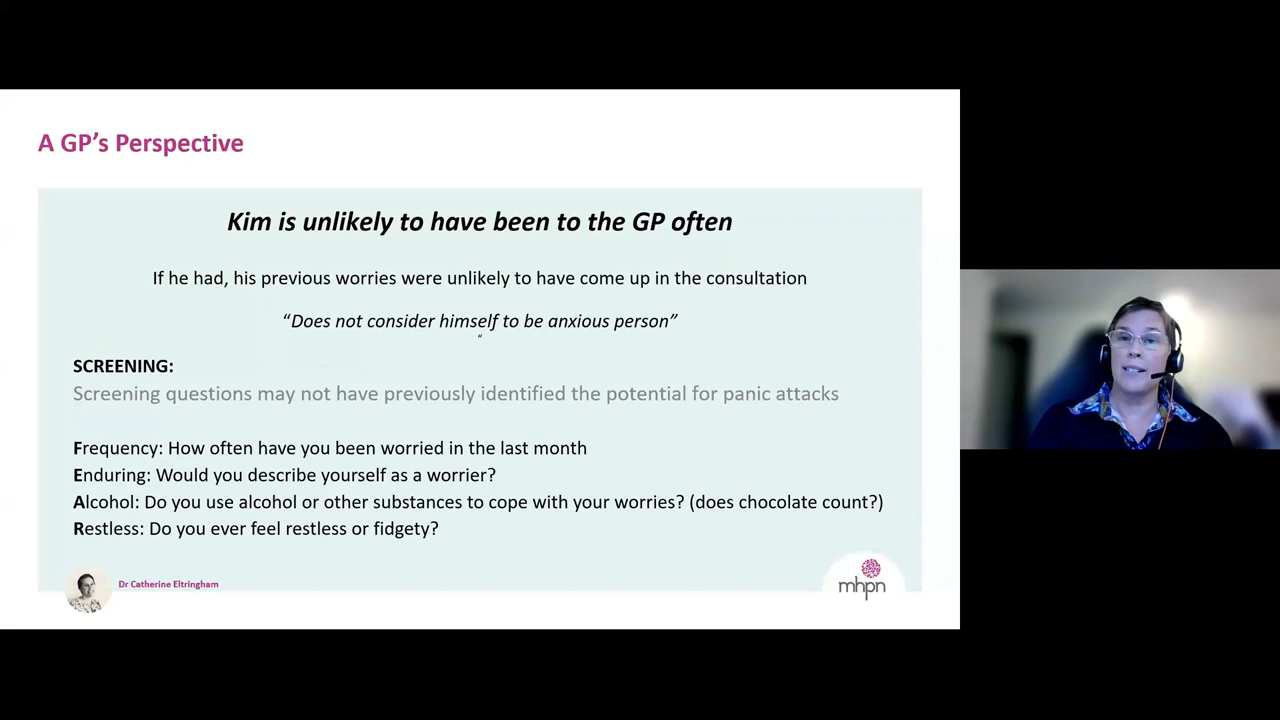 A GP’s Perspective
Kim is unlikely to have been to the GP often
If he had, his previous worries were unlikely to have come up in the consultation
“Does not consider himself to be anxious person”
“
SCREENING:
Screening questions may not have previously identified the potential for panic attacks
Frequency: How often have you been worried in the last month
Enduring: Would you describe yourself as a worrier?
Alcohol: Do you use alcohol or other substances to cope with your worries? (does chocolate count?)
Restless: Do you ever feel restless or fidgety?
Dr Catherine Eltringham
mhpn